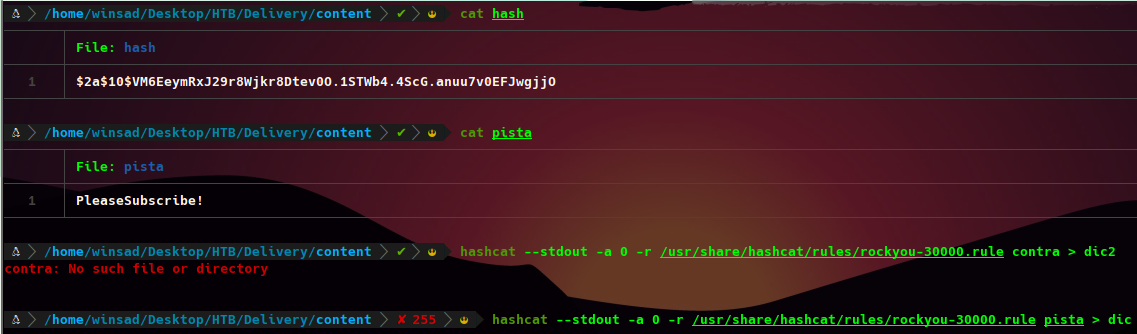 /home/winsad/Desktop/HTB/Delivery/content ✔ cat hash
File: hash
1 $2a$10$VM6EeymRxJ29r8Wjkr8Dtev0O.1STWb4.4ScG.anuu7v0EFJwgjjO
/home/winsad/Desktop/HTB/Delivery/content ✔ cat pista
File: pista
1 PleaseSubscribe!
/home/winsad/Desktop/HTB/Delivery/content ✔ hashcat --stdout -a 0 -r /usr/share/hashcat/rules/rockyou-30000.rule contra > dic2
contra: No such file or directory
/home/winsad/Desktop/HTB/Delivery/content ✘ 255 hashcat --stdout -a 0 -r /usr/share/hashcat/rules/rockyou-30000.rule pista > dic